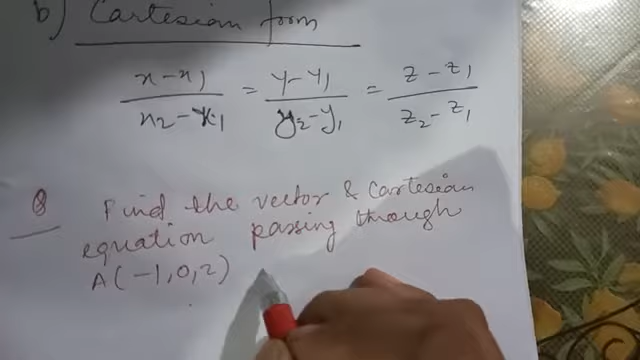 b) Cartesian form
x-x₁/x₂-x₁ = y-y₁/y₂-y₁ = z-z₁/z₂-z₁
Q Find the vector & Cartesian
equation passing through
A(-1,0,2)